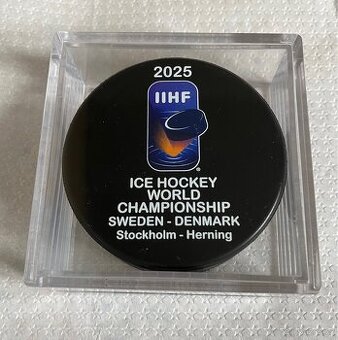 2025
IIHF
ICE HOCKEY
WORLD
CHAMPIONSHIP
SWEDEN - DENMARK
Stockholm - Herning